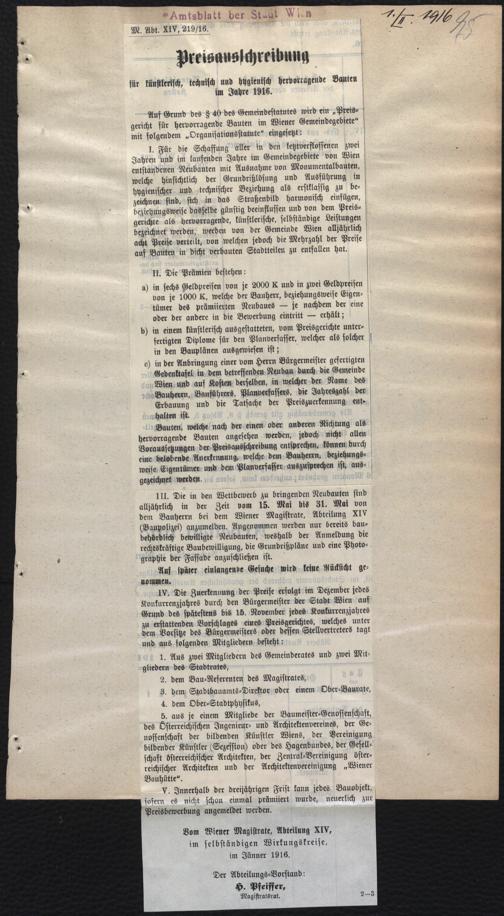 Amtsblatt der Stadt Wien
1./II. 1916
M. Abt. XIV, 219/16.
Preisausschreibung
für künstlerisch, technisch und hygienisch hervorragende Bauten
im Jahre 1916.
Auf Grund des § 40 des Gemeindestatutes wird ein „Preis-
gericht für hervorragende Bauten im Wiener Gemeindegebiete“
mit folgendem „Organisationsstatute“ eingesetzt:
I. Für die Schaffung aller in den letztverflossenen zwei
Jahren und im laufenden Jahre im Gemeindegebiete von Wien
entstandenen Neubauten mit Ausnahme von Monumentalbauten,
welche hinsichtlich der Grundrißlösung und Ausführung in
hygienischer und technischer Beziehung als erstklassig zu be-
zeichnen sind, sich in das Straßenbild harmonisch einfügen,
beziehungsweise dasselbe günstig beeinflussen und von dem Preis-
gerichte als hervorragende, künstlerische, selbständige Leistungen
bezeichnet werden, werden von der Gemeinde Wien alljährlich
acht Preise verteilt, von welchen jedoch die Mehrzahl der Preise
auf Bauten in dicht verbauten Stadtteilen zu entfallen hat.
II. Die Prämien bestehen:
a) in sechs Geldpreisen von je 2000 K und in zwei Geldpreisen
von je 1000 K, welche der Bauherr, beziehungsweise Eigen-
tümer des prämiierten Neubaues — je nachdem der eine
oder der andere in die Bewerbung eintritt — erhält;
b) in einem künstlerisch ausgestatteten, vom Preisgerichte unter-
fertigten Diplome für den Planverfasser, welcher als solcher
in den Bauplänen ausgewiesen ist;
c) in der Anbringung einer vom Herrn Bürgermeister gefertigten
Gedenktafel in dem betreffenden Neubau durch die Gemeinde
Wien und auf Kosten derselben, in welcher der Name des
Bauherrn, Bauführers, Planverfassers, die Jahreszahl der
Erbauung und die Tatsache der Preiszuerkennung ent-
halten ist.
Bauten, welche nach der einen oder anderen Richtung als
hervorragende Bauten angesehen werden, jedoch nicht allen
Voraussetzungen der Preisausschreibung entsprechen, können durch
eine belobende Anerkennung, welche dem Bauherrn, beziehungs-
weise Eigentümer und dem Planverfasser auszusprechen ist, aus-
gezeichnet werden.
III. Die in den Wettbewerb zu bringenden Neubauten sind
alljährlich in der Zeit vom 15. Mai bis 31. Mai von
dem Bauherrn bei dem Wiener Magistrate, Abteilung XIV
(Baupolizei) anzumelden. Angenommen werden nur bereits bau-
behördlich bewilligte Neubauten, weshalb der Anmeldung die
rechtskräftige Baubewilligung, die Grundrißpläne und eine Photo-
graphie der Fassade anzuschließen ist.
Auf später einlangende Gesuche wird keine Rücksicht ge-
nommen.
IV. Die Zuerkennung der Preise erfolgt im Dezember jedes
Konkurrenzjahres durch den Bürgermeister der Stadt Wien auf
Grund des spätestens bis 15. November jedes Konkurrenzjahres
zu erstattenden Vorschlages eines Preisgerichtes, welches unter
dem Vorsitze des Bürgermeisters oder dessen Stellvertreters tagt
und aus folgenden Mitgliedern besteht:
1. Aus zwei Mitgliedern des Gemeinderates und zwei Mit-
gliedern des Stadtrates,
2. dem Bau-Referenten des Magistrates,
3. dem Stadtbauamts-Direktor oder einem Ober-Baurate,
4. dem Ober-Stadtphysikus,
5. aus je einem Mitgliede der Baumeister-Genossenschaft,
des Österreichischen Ingenieur- und Architektenvereines, der Ge-
nossenschaft der bildenden Künstler Wiens, der Vereinigung
bildender Künstler (Sezession) oder des Hagenbundes, der Gesell-
schaft österreichischer Architekten, der Zentral-Vereinigung öster-
reichischer Architekten und der Architektenvereinigung „Wiener
Bauhütte“.
V. Innerhalb der dreijährigen Frist kann jedes Bauobjekt,
sofern es nicht schon einmal prämiiert wurde, neuerlich zur
Preisbewerbung angemeldet werden.
Vom Wiener Magistrate, Abteilung XIV,
im selbständigen Wirkungskreise,
im Jänner 1916.
Der Abteilungs-Vorstand:
H. Pfeiffer,
Magistratsrat.
2—3